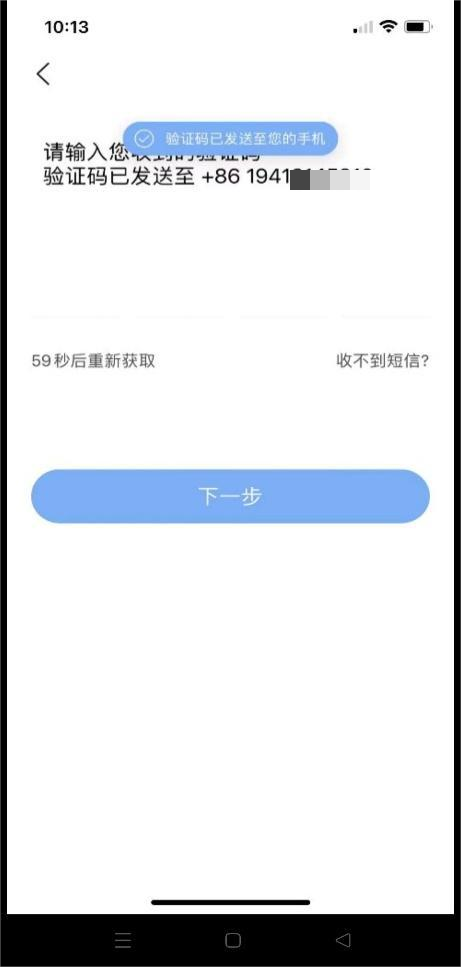 10:13
验证码已发送至您的手机
请输入您收到的验证码
验证码已发送至 +86 1941
59秒后重新获取
收不到短信?
下一步